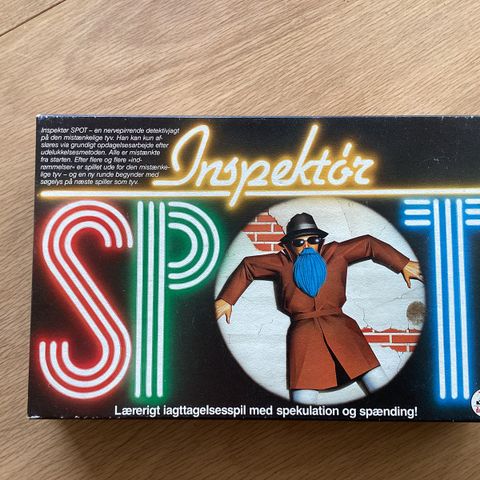 Inspektør SPOT – en nervepirrende detektivjagt
på den mistænkelige tyv. Han kan kun af-
sløres via grundigt opdagelsesarbejde efter
udelukkelsesmetoden. Alle er mistænkte
fra starten. Efter flere og flere »ind-
rømmelser« er spillet ude for den mistænke-
lige tyv – og en ny runde begynder med
søgelys på næste spiller som tyv.
Inspektør
SPOT
Lærerigt iagttagelsesspil med spekulation og spænding!